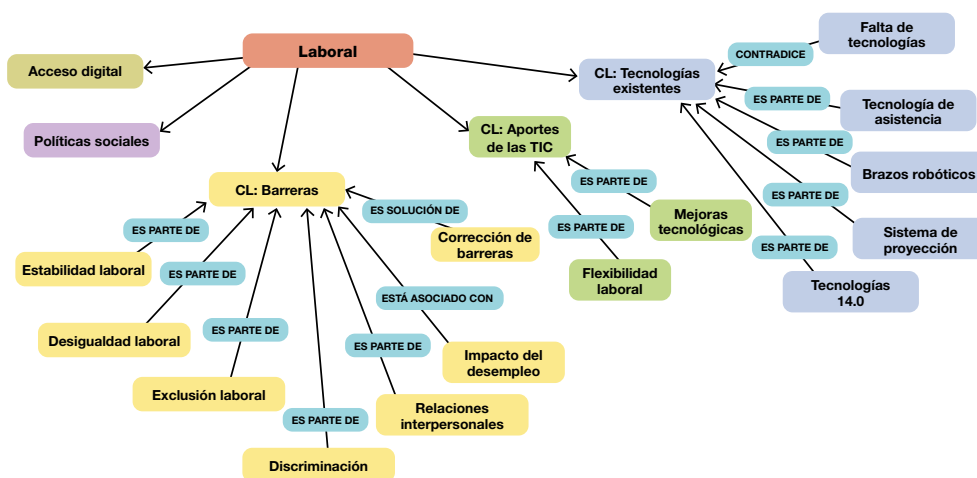 Laboral
Falta de
tecnologías
Acceso digital
CONTRADICE
CL: Tecnologías
existentes
ES PARTE DE
Tecnología de
asistencia
Políticas sociales
CL: Aportes
de las TIC
ES PARTE DE
Brazos robóticos
CL: Barreras
ES PARTE DE
ES PARTE DE
ES SOLUCIÓN DE
Mejoras
tecnológicas
Sistema de
proyección
ES PARTE DE
ES PARTE DE
Corrección de
barreras
ES PARTE DE
Estabilidad laboral
ES PARTE DE
Flexibilidad
laboral
Tecnologías
14.0
ESTÁ ASOCIADO CON
Desigualdad laboral
ES PARTE DE
ES PARTE DE
Impacto del
desempleo
Exclusión laboral
ES PARTE DE
Relaciones
interpersonales
Discriminación